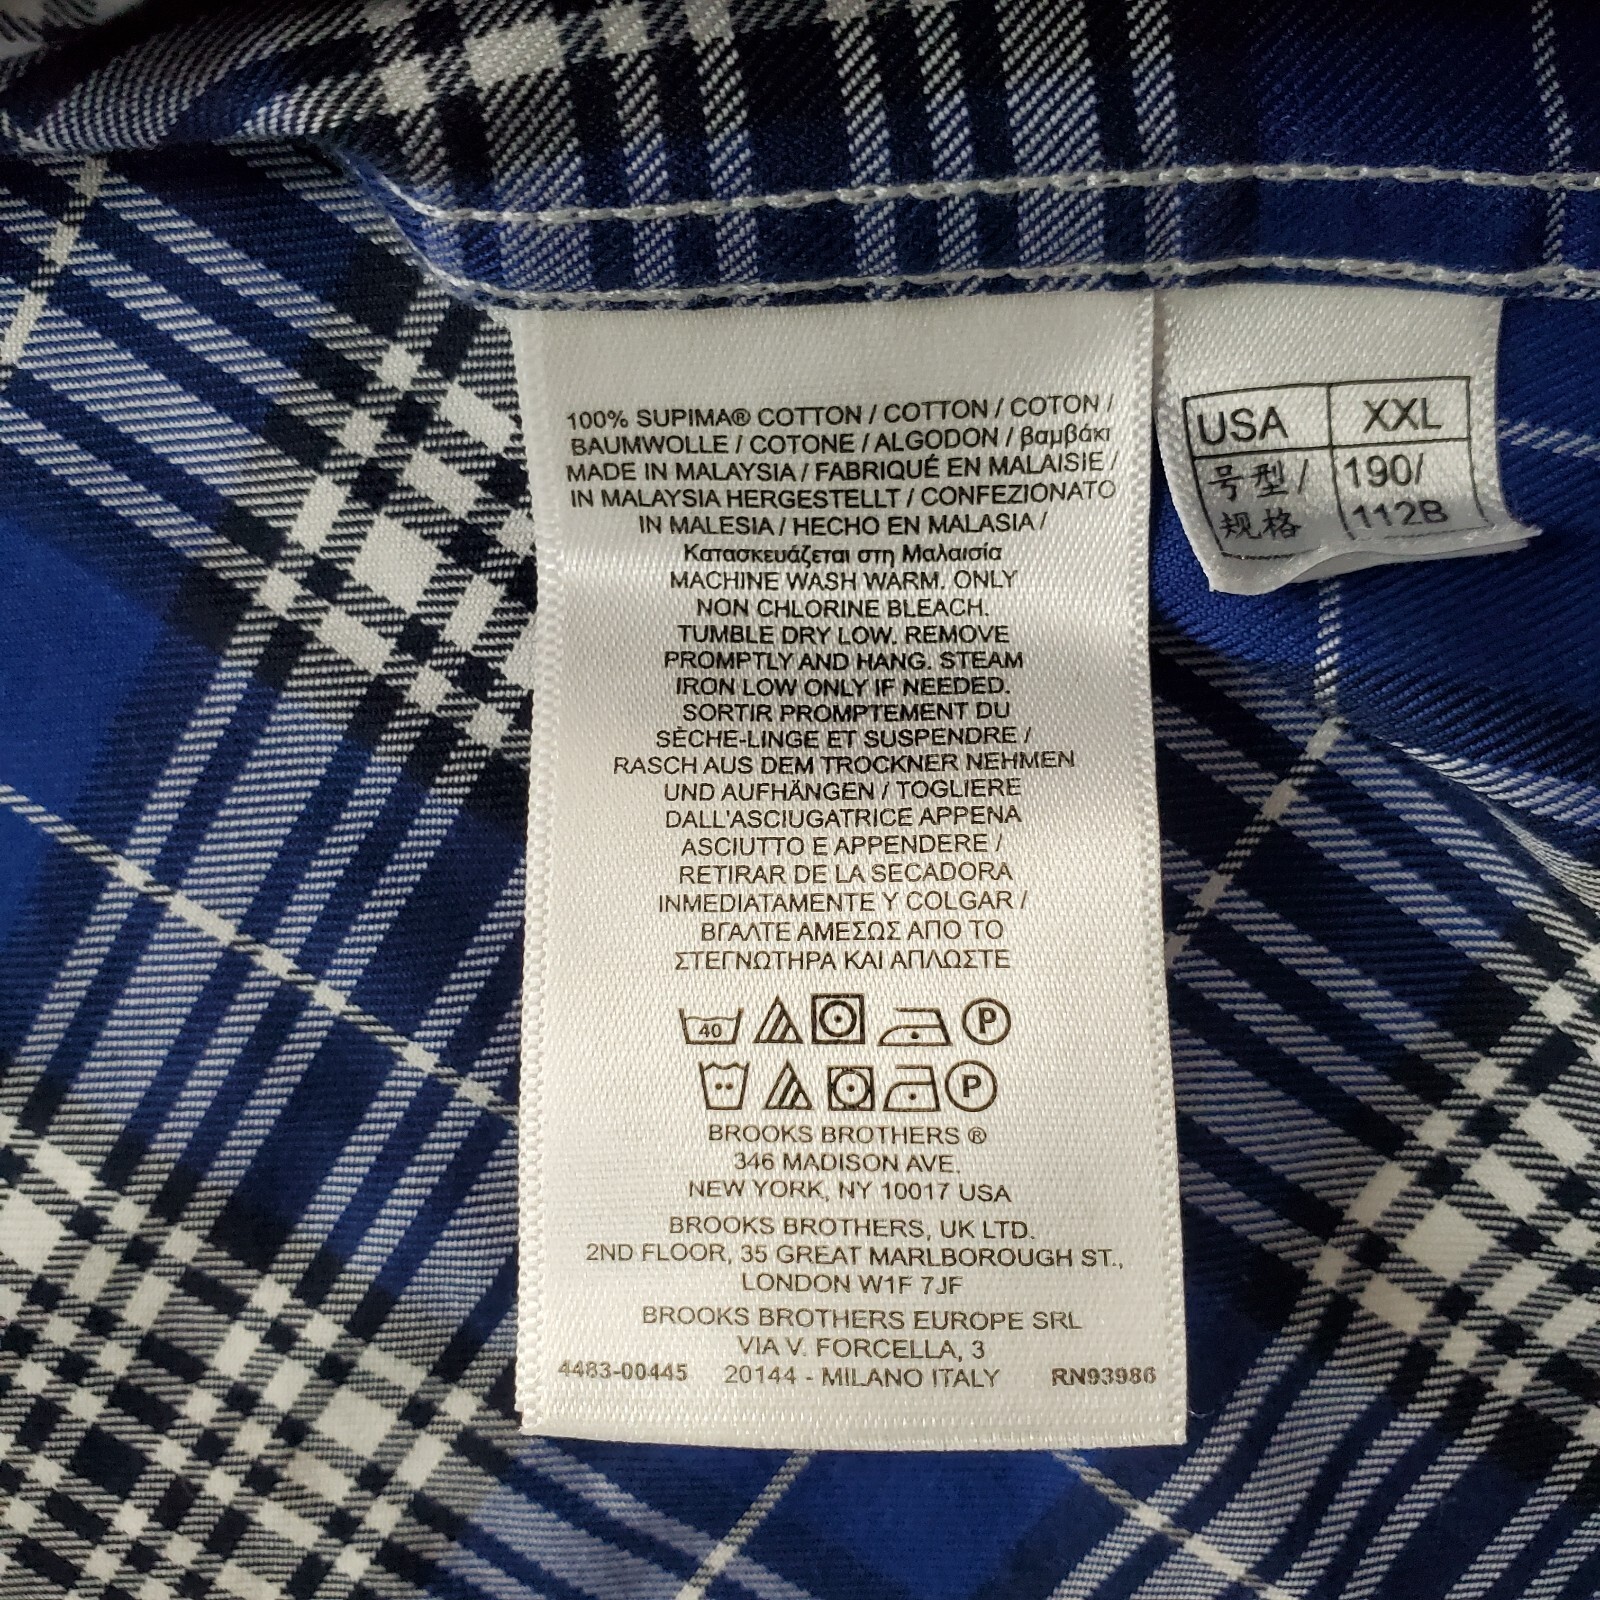 100% SUPIMA® COTTON / COTTON / COTON /
BAUMWOLLE / COTONE / ALGODON / βαμβάκι
MADE IN MALAYSIA / FABRIQUÉ EN MALAISIE /
IN MALAYSIA HERGESTELLT / CONFEZIONATO
IN MALESIA / HECHO EN MALASIA /
Κατασκευάζεται στη Μαλαισία
MACHINE WASH WARM. ONLY
NON CHLORINE BLEACH.
TUMBLE DRY LOW. REMOVE
PROMPTLY AND HANG. STEAM
IRON LOW ONLY IF NEEDED.
SORTIR PROMPTEMENT DU
SÈCHE-LINGE ET SUSPENDRE /
RASCH AUS DEM TROCKNER NEHMEN
UND AUFHÄNGEN / TOGLIERE
DALL'ASCIUGATRICE APPENA
ASCIUTTO E APPENDERE /
RETIRAR DE LA SECADORA
INMEDIATAMENTE Y COLGAR /
ΒΓΑΛΤΕ ΑΜΕΣΩΣ ΑΠΟ ΤΟ
ΣΤΕΓΝΩΤΗΡΑ ΚΑΙ ΑΠΛΩΣΤΕ
40 P
P
BROOKS BROTHERS ®
346 MADISON AVE.
NEW YORK, NY 10017 USA
BROOKS BROTHERS, UK LTD.
2ND FLOOR, 35 GREAT MARLBOROUGH ST.,
LONDON W1F 7JF
BROOKS BROTHERS EUROPE SRL
VIA V. FORCELLA, 3
4483-00445 20144 - MILANO ITALY RN93986
USA XXL
号型/ 190/
规格 112B